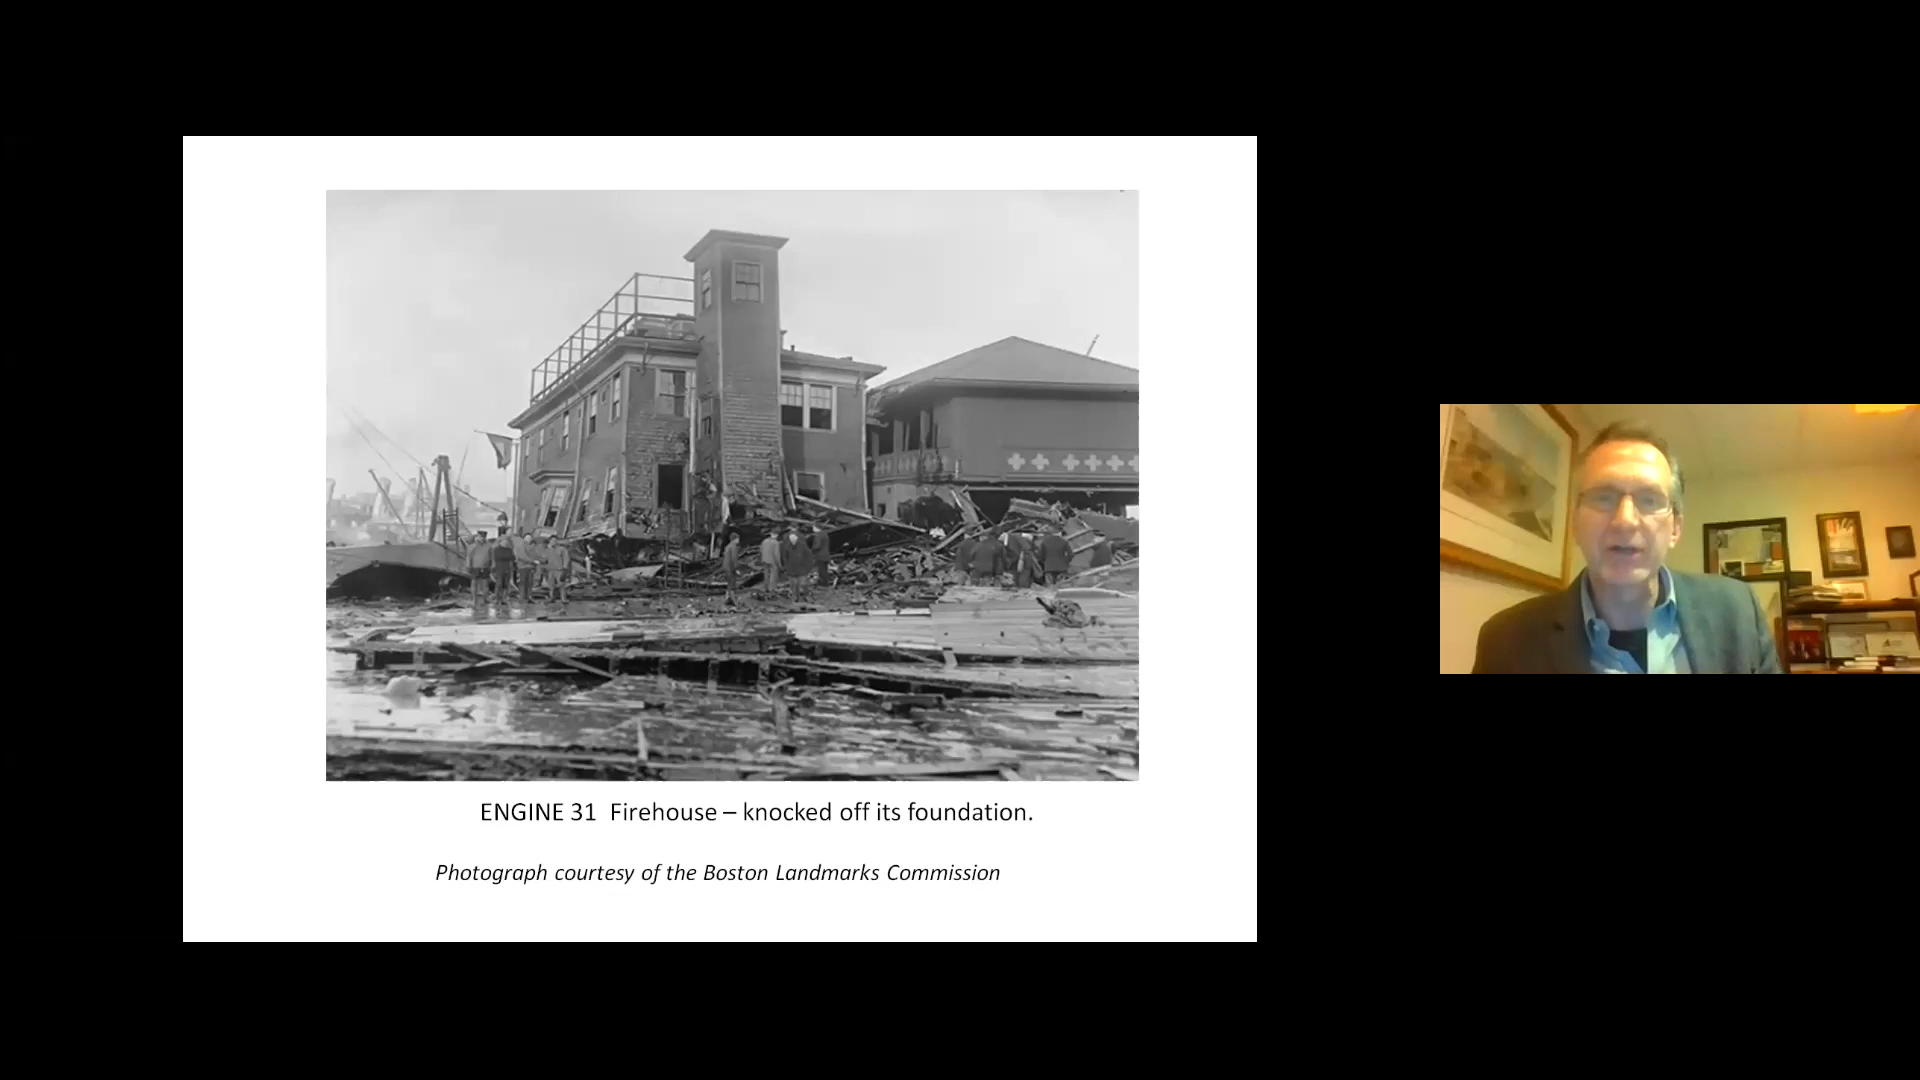 ENGINE 31 Firehouse – knocked off its foundation.
Photograph courtesy of the Boston Landmarks Commission